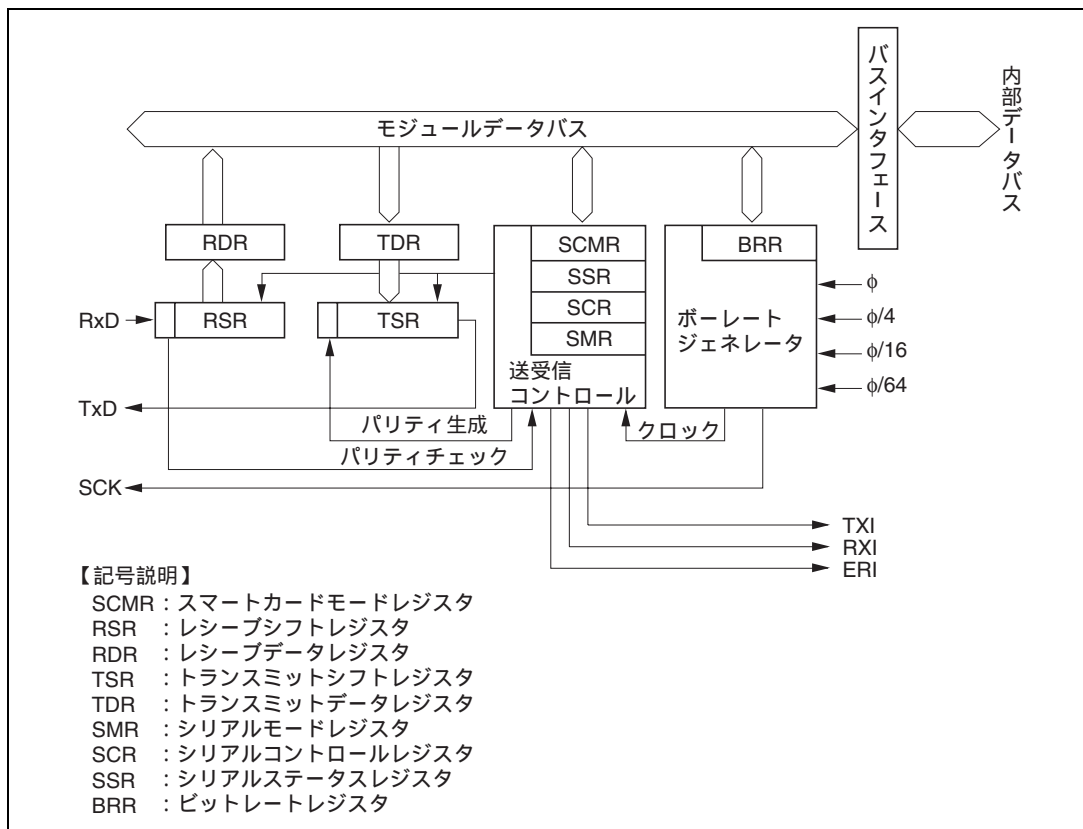 バスインタフェース
内部データバス
モジュールデータバス
RDR
TDR
SCMR
BRR
SSR
φ
RxD
RSR
TSR
SCR
ボーレート
ジェネレータ
φ/4
SMR
φ/16
送受信
コントロール
φ/64
TxD
パリティ生成
クロック
パリティチェック
SCK
TXI
RXI
ERI
【記号説明】
SCMR：スマートカードモードレジスタ
RSR ：レシーブシフトレジスタ
RDR ：レシーブデータレジスタ
TSR ：トランスミットシフトレジスタ
TDR ：トランスミットデータレジスタ
SMR ：シリアルモードレジスタ
SCR ：シリアルコントロールレジスタ
SSR ：シリアルステータスレジスタ
BRR ：ビットレートレジスタ